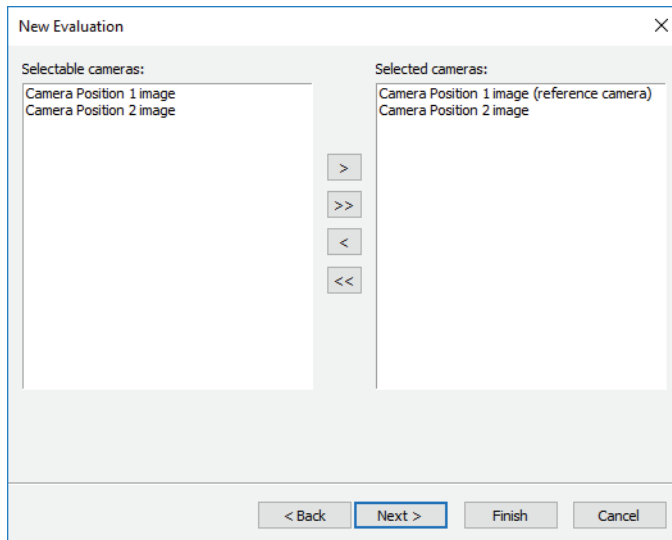 New Evaluation
Selectable cameras:
Camera Position 1 image
Camera Position 2 image
>
>>
<
<<
Selected cameras:
Camera Position 1 image (reference camera)
Camera Position 2 image
< Back
Next >
Finish
Cancel